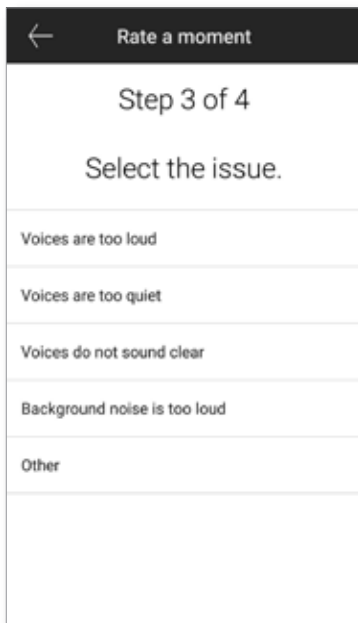 Rate a moment
Step 3 of 4
Select the issue.
Voices are too loud
Voices are too quiet
Voices do not sound clear
Background noise is too loud
Other